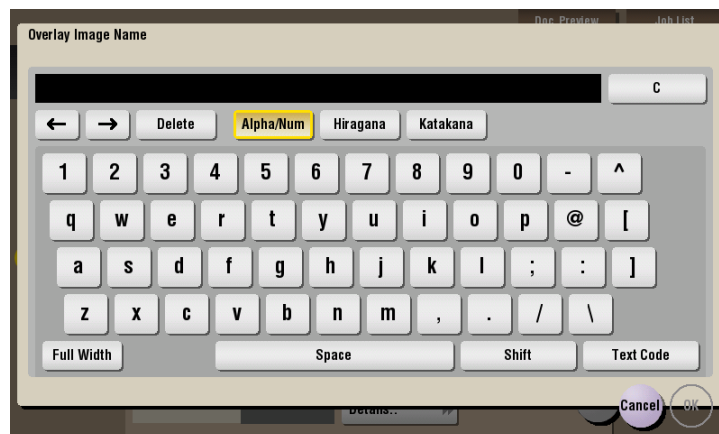 Doc. Preview Job List
Overlay Image Name
C
← → Delete Alpha/Num Hiragana Katakana
1 2 3 4 5 6 7 8 9 0 - ^
q w e r t y u i o p @ [
a s d f g h j k l ; : ]
z x c v b n m , . / \
Full Width Space Shift Text Code
Details..
Cancel OK